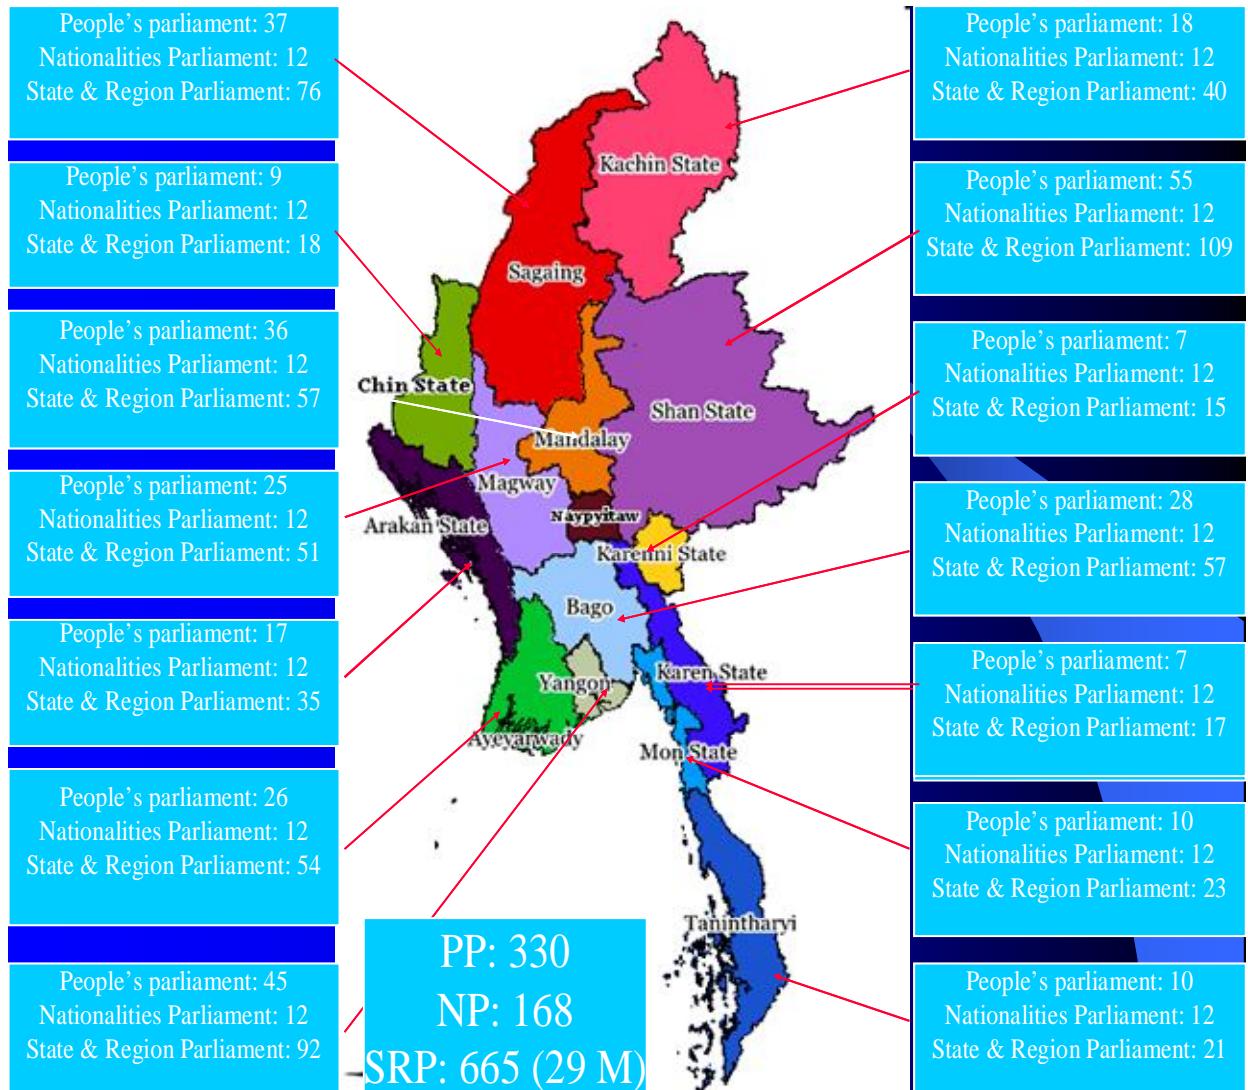 People's parliament: 37
Nationalities Parliament: 12
State & Region Parliament: 76
People's parliament: 9
Nationalities Parliament: 12
State & Region Parliament: 18
People's parliament: 36
Nationalities Parliament: 12
State & Region Parliament: 57
People's parliament: 25
Nationalities Parliament: 12
State & Region Parliament: 51
People's parliament: 17
Nationalities Parliament: 12
State & Region Parliament: 35
People's parliament: 26
Nationalities Parliament: 12
State & Region Parliament: 54
People's parliament: 45
Nationalities Parliament: 12
State & Region Parliament: 92
Kachin State
Sagaing
Chin State
Shan State
Mandalay
Magway
Naypyitaw
Arakan State
Karenni State
Bago
Karen State
Yangon
Ayeyarwady
Mon State
Tanintharyi
PP: 330
NP: 168
SRP: 665 (29 M)
People's parliament: 18
Nationalities Parliament: 12
State & Region Parliament: 40
People's parliament: 55
Nationalities Parliament: 12
State & Region Parliament: 109
People's parliament: 7
Nationalities Parliament: 12
State & Region Parliament: 15
People's parliament: 28
Nationalities Parliament: 12
State & Region Parliament: 57
People's parliament: 7
Nationalities Parliament: 12
State & Region Parliament: 17
People's parliament: 10
Nationalities Parliament: 12
State & Region Parliament: 23
People's parliament: 10
Nationalities Parliament: 12
State & Region Parliament: 21